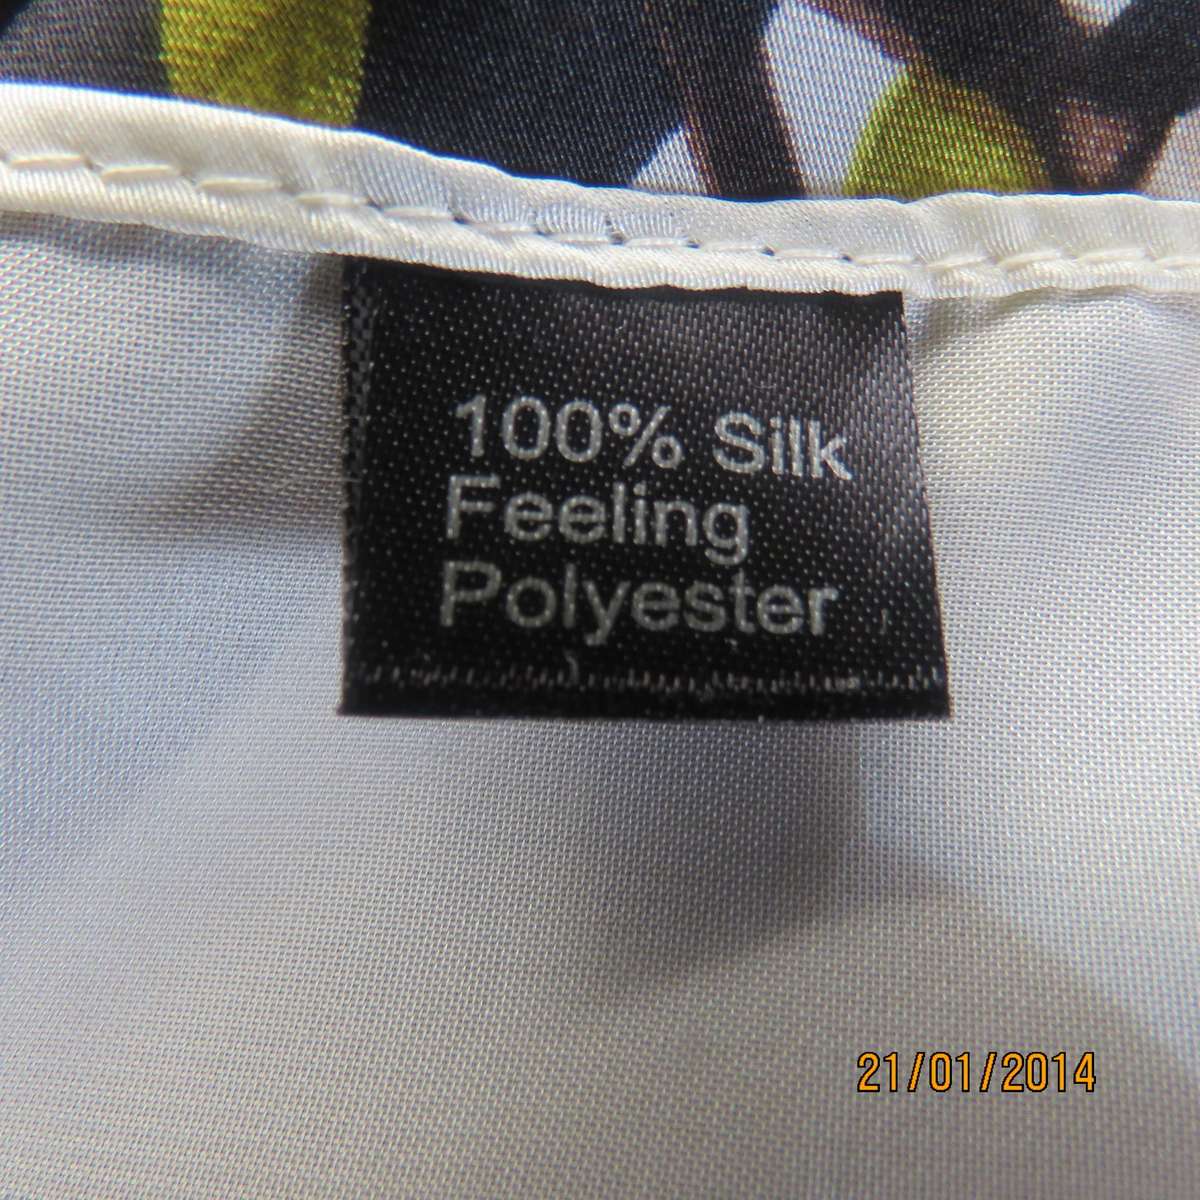 100% Silk
Feeling
Polyester
21/01/2014